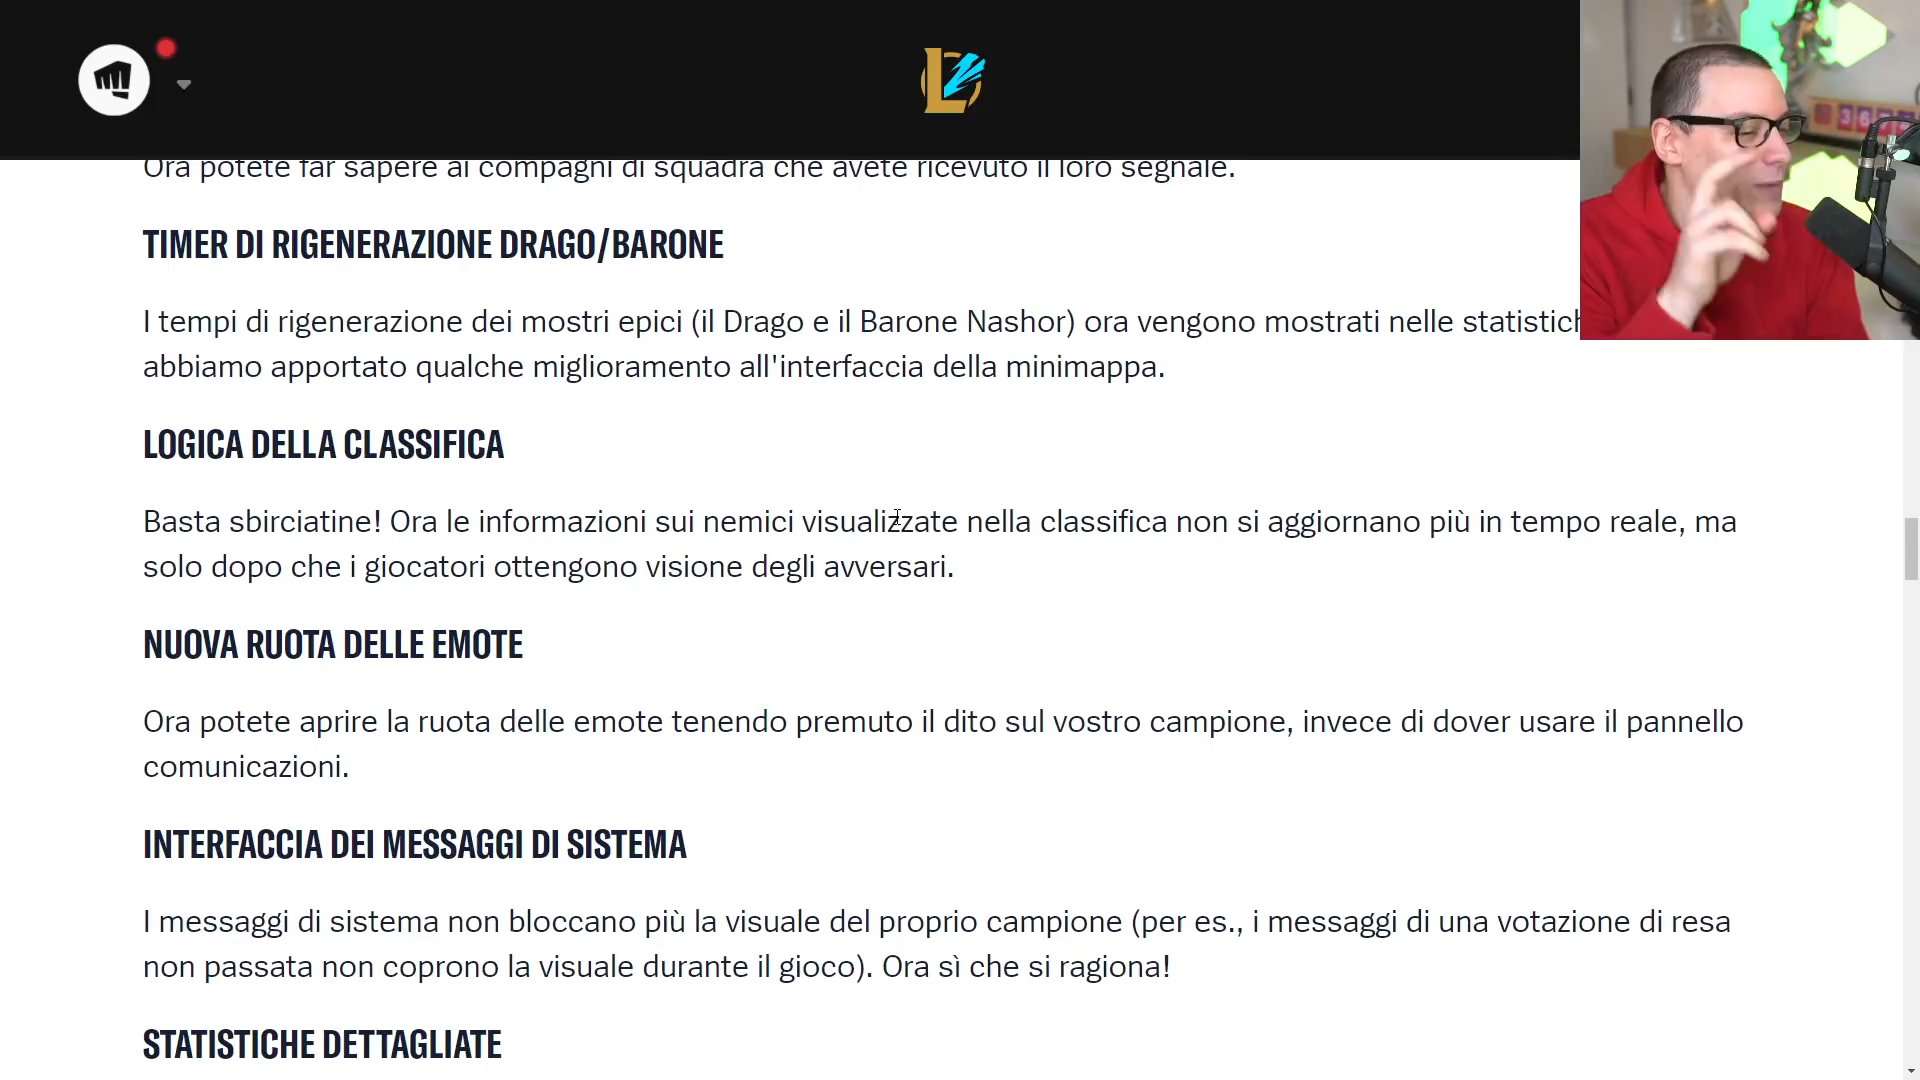 Ora potete far sapere ai compagni di squadra che avete ricevuto il loro segnale.
TIMER DI RIGENERAZIONE DRAGO/BARONE
I tempi di rigenerazione dei mostri epici (il Drago e il Barone Nashor) ora vengono mostrati nelle
abbiamo apportato qualche miglioramento all'interfaccia della minimappa.
LOGICA DELLA CLASSIFICA
Basta sbirciatine! Ora le informazioni sui nemici visualizzate nella classifica non si aggiornano più in tempo reale, ma
solo dopo che i giocatori ottengono visione degli avversari.
NUOVA RUOTA DELLE EMOTE
Ora potete aprire la ruota delle emote tenendo premuto il dito sul vostro campione, invece di dover usare il pannello
comunicazioni.
INTERFACCIA DEI MESSAGGI DI SISTEMA
I messaggi di sistema non bloccano più la visuale del proprio campione (per es., i messaggi di una votazione di resa
non passata non coprono la visuale durante il gioco). Ora sì che si ragiona!
STATISTICHE DETTAGLIATE